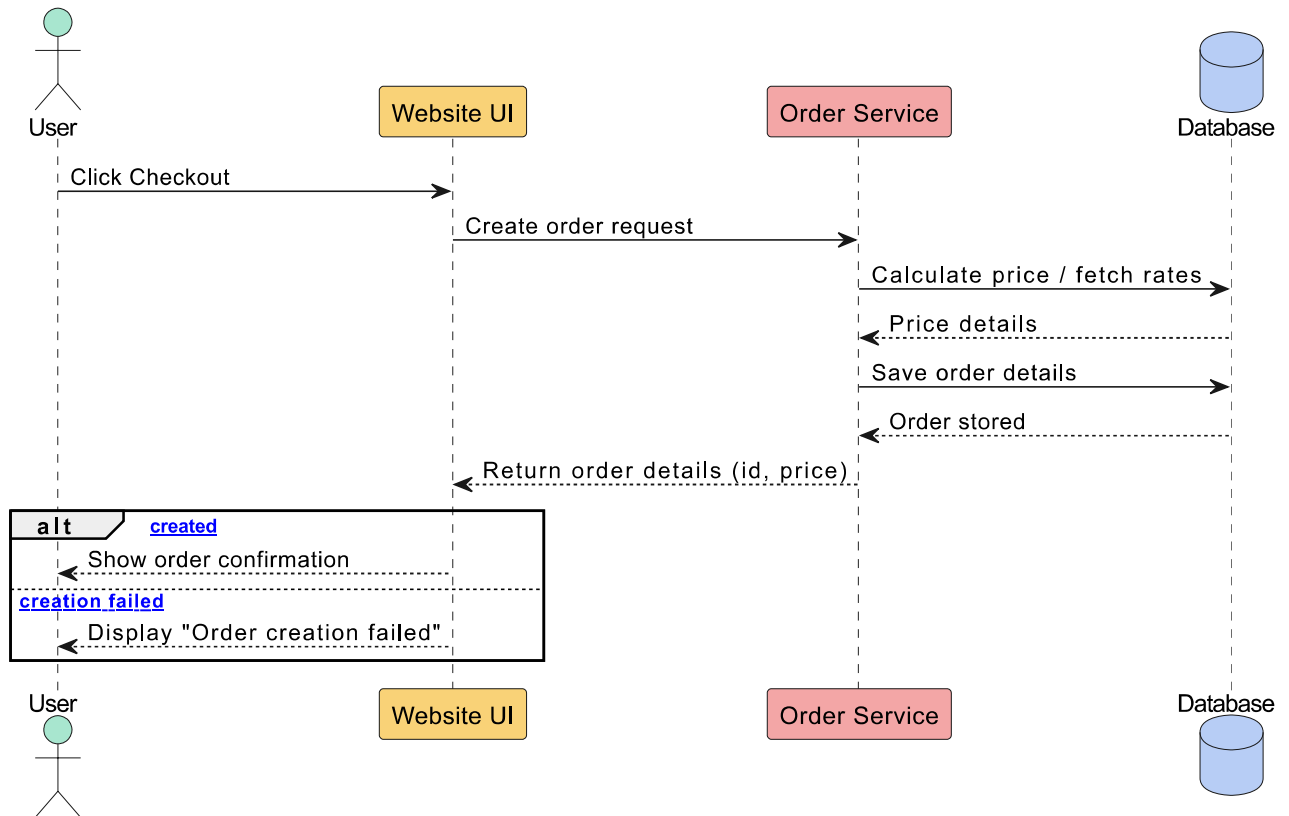 User
Website UI
Order Service
Database
Click Checkout
Create order request
Calculate price / fetch rates
Price details
Save order details
Order stored
Return order details (id, price)
alt
created
Show order confirmation
creation failed
Display "Order creation failed"
User
Website UI
Order Service
Database